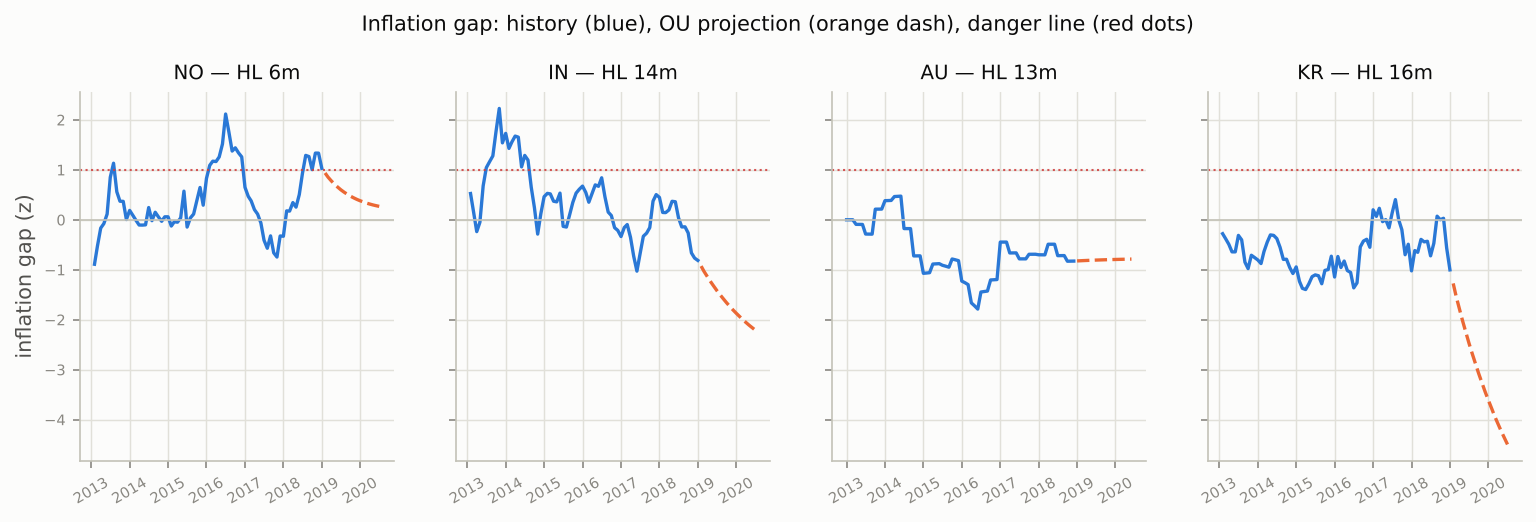 Inflation gap: history (blue), OU projection (orange dash), danger line (red dots)
NO — HL 6m
IN — HL 14m
AU — HL 13m
KR — HL 16m
inflation gap (z)
2
1
0
−1
−2
−3
−4
2013 2014 2015 2016 2017 2018 2019 2020
2013 2014 2015 2016 2017 2018 2019 2020
2013 2014 2015 2016 2017 2018 2019 2020
2013 2014 2015 2016 2017 2018 2019 2020